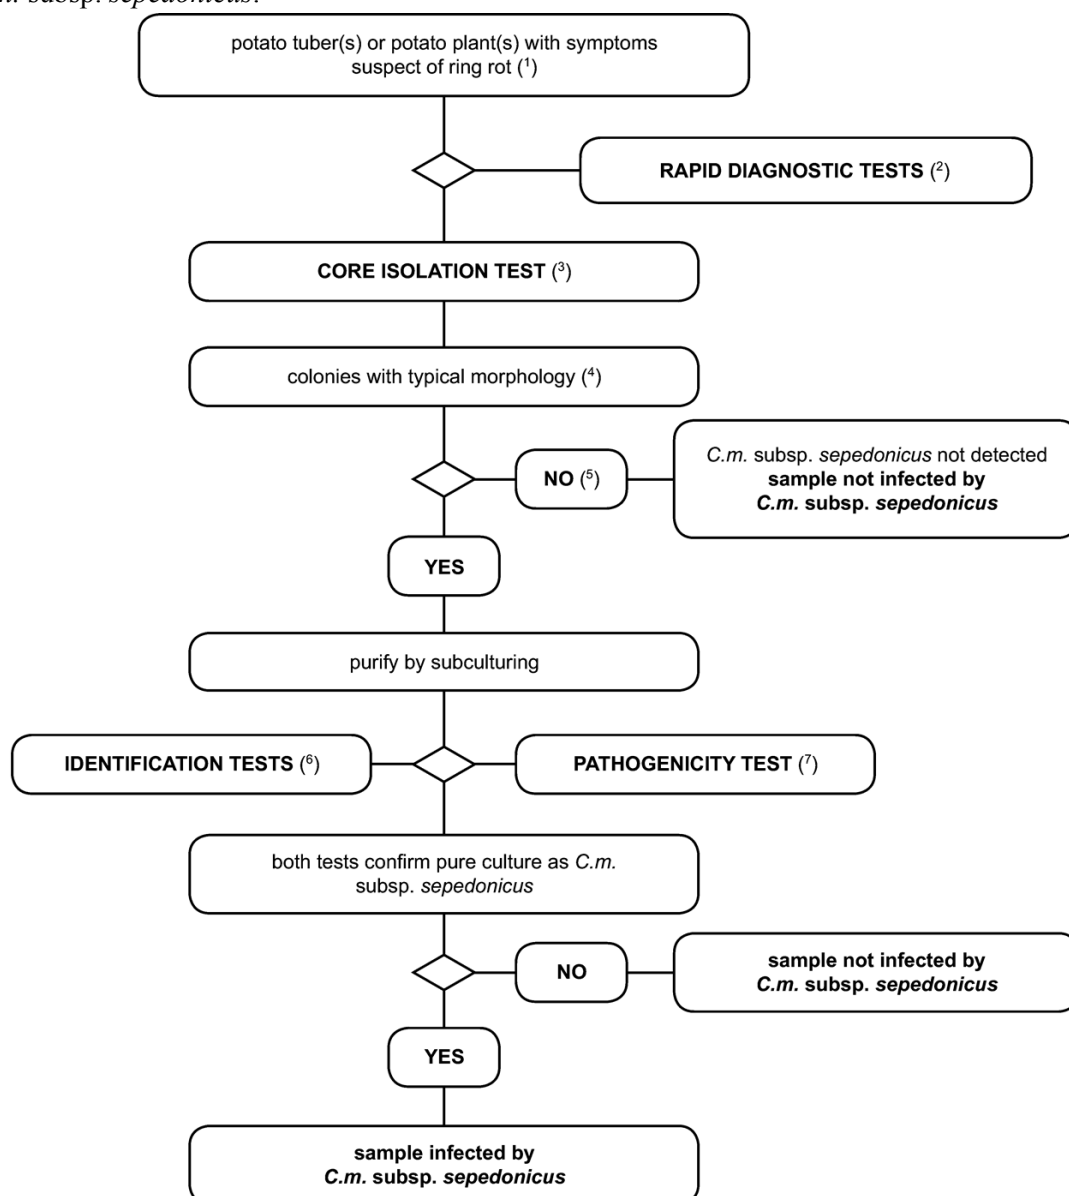 subsp. sepedonicus.
potato tuber(s) or potato plant(s) with symptoms
suspect of ring rot (1)
RAPID DIAGNOSTIC TESTS (2)
CORE ISOLATION TEST (3)
colonies with typical morphology (4)
NO (5)
C.m. subsp. sepedonicus not detected
sample not infected by
C.m. subsp. sepedonicus
YES
purify by subculturing
IDENTIFICATION TESTS (6)
PATHOGENICITY TEST (7)
both tests confirm pure culture as C.m.
subsp. sepedonicus
NO
sample not infected by
C.m. subsp. sepedonicus
YES
sample infected by
C.m. subsp. sepedonicus